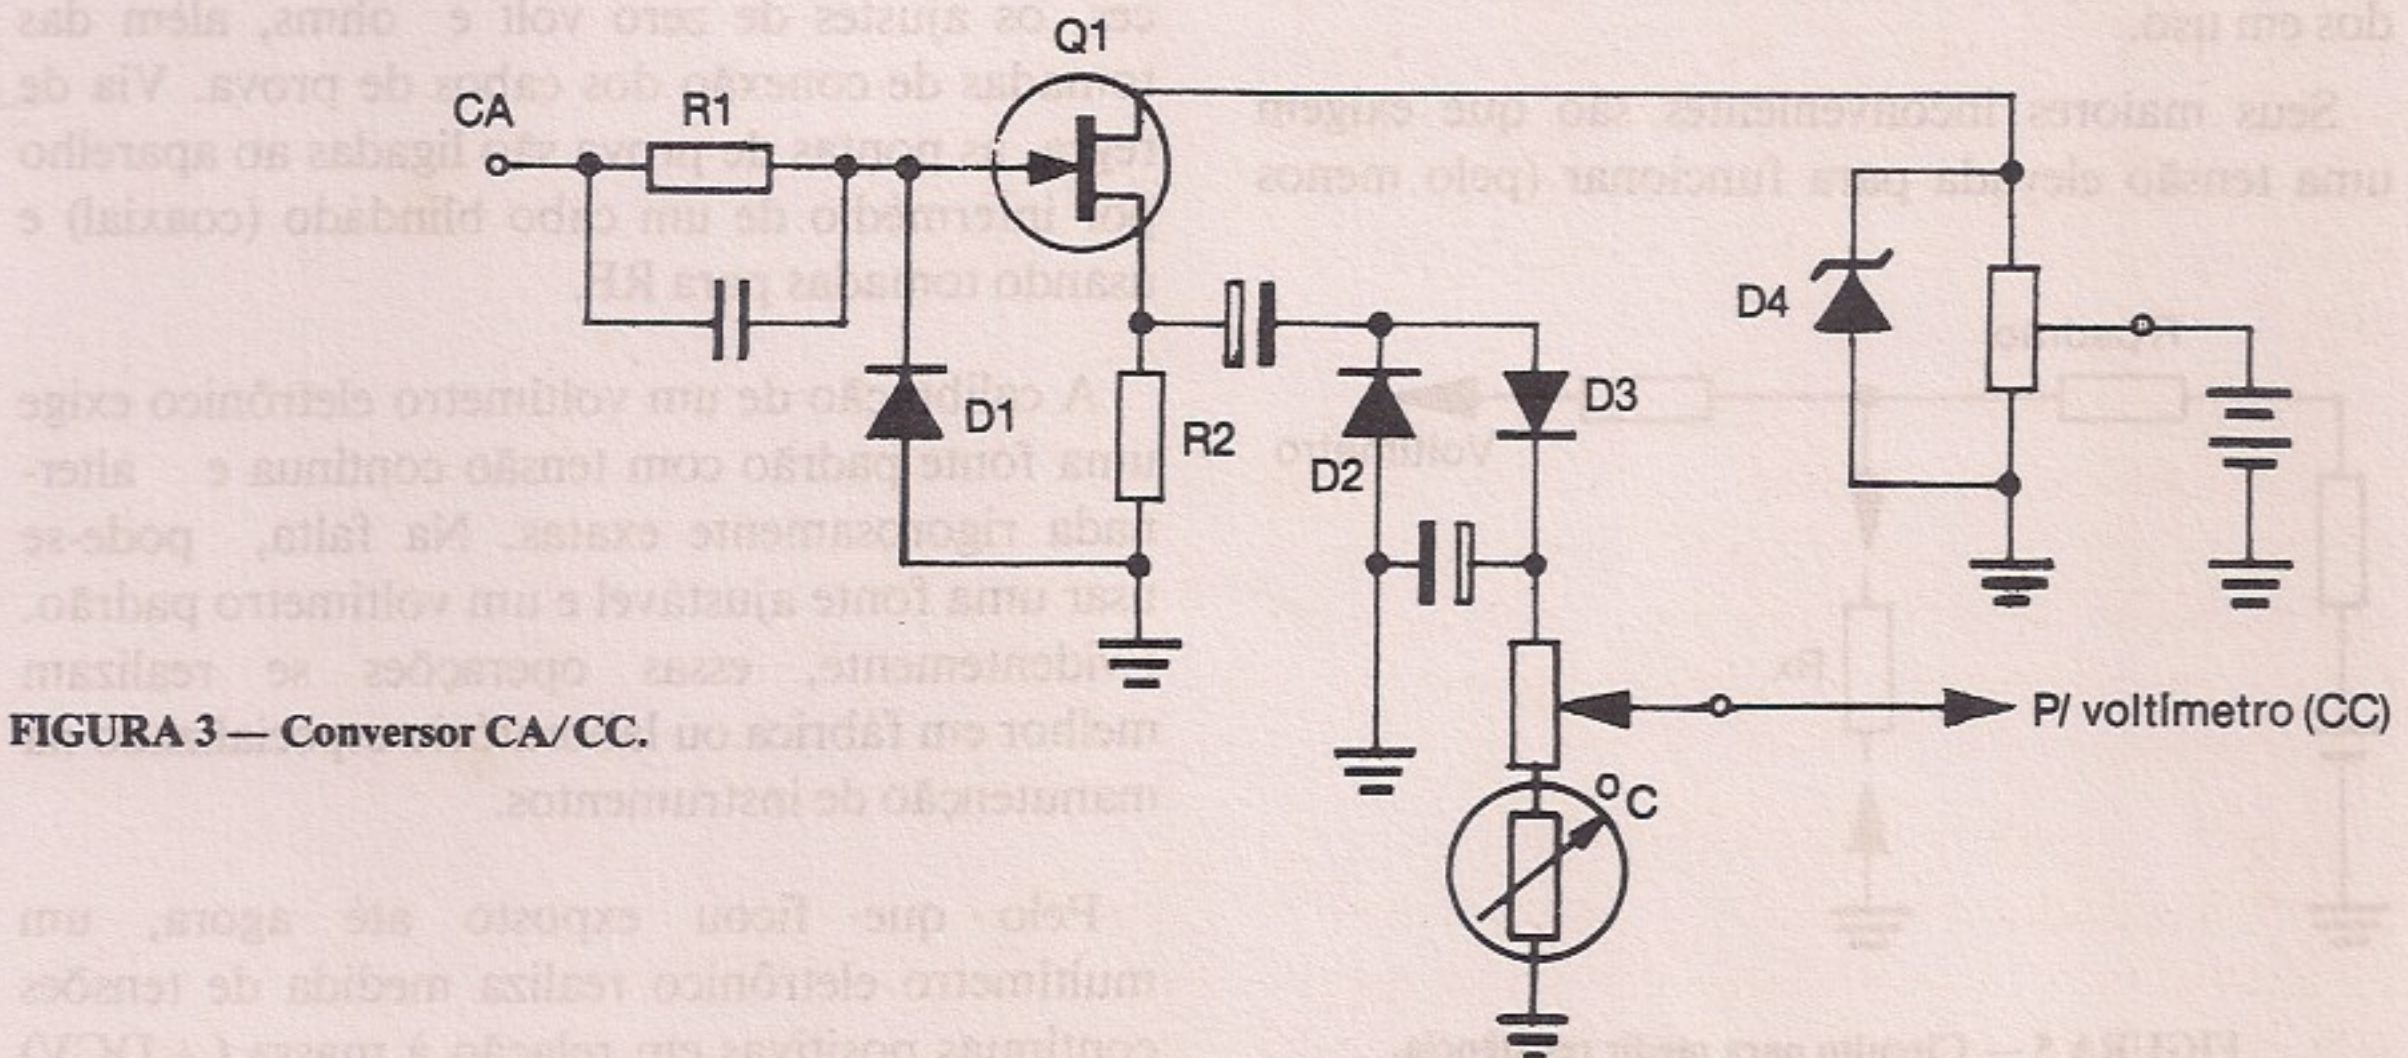 Q1
CA
R1
D4
D1
R2
D3
D2
FIGURA 3 — Conversor CA/CC.
P/ voltímetro (CC)
°C